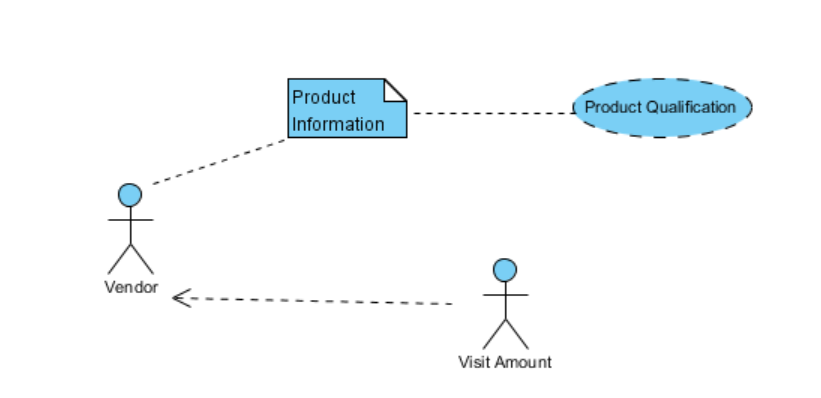 Product
Information
Product Qualification
Vendor
Visit Amount